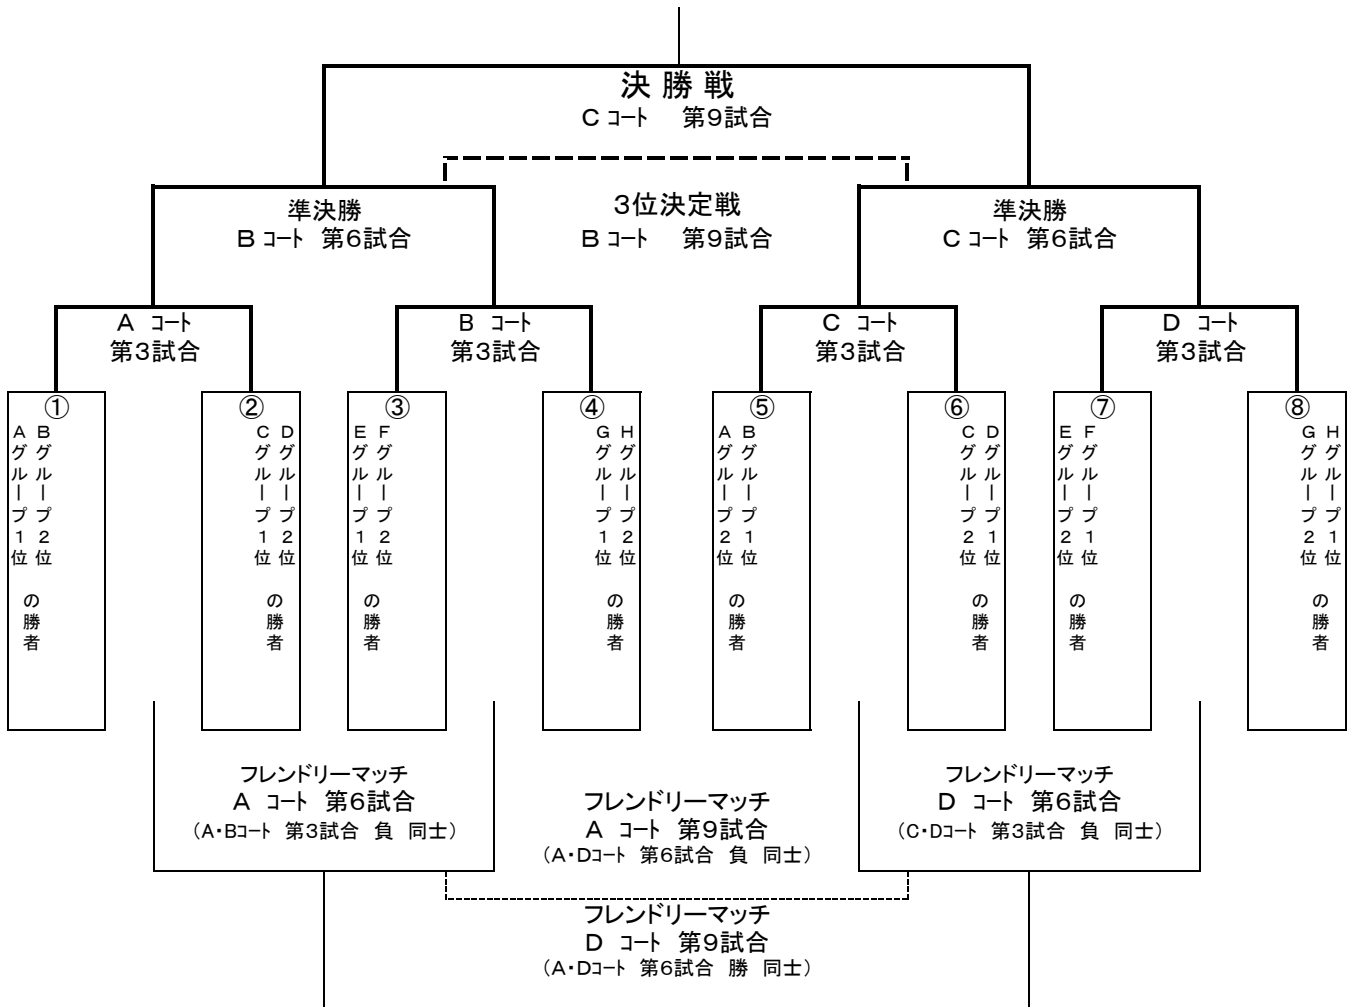 決 勝 戦
C コート　第9試合
準決勝
B コート　第6試合
3位決定戦
B コート　第9試合
準決勝
C コート　第6試合
A　コート
第3試合
B　コート
第3試合
C　コート
第3試合
D　コート
第3試合
①
Aグループ1位
Bグループ2位
の勝者
②
Cグループ1位
Dグループ2位
の勝者
③
Eグループ1位
Fグループ2位
の勝者
④
Gグループ1位
Hグループ2位
の勝者
⑤
Aグループ2位
Bグループ1位
の勝者
⑥
Cグループ2位
Dグループ1位
の勝者
⑦
Eグループ2位
Fグループ1位
の勝者
⑧
Gグループ2位
Hグループ1位
の勝者
フレンドリーマッチ
A　コート　第6試合
（A・Bコート　第3試合　負　同士）
フレンドリーマッチ
A　コート　第9試合
（A・Dコート　第6試合　負　同士）
フレンドリーマッチ
D　コート　第6試合
（C・Dコート　第3試合　負　同士）
フレンドリーマッチ
D　コート　第9試合
（A・Dコート　第6試合　勝　同士）